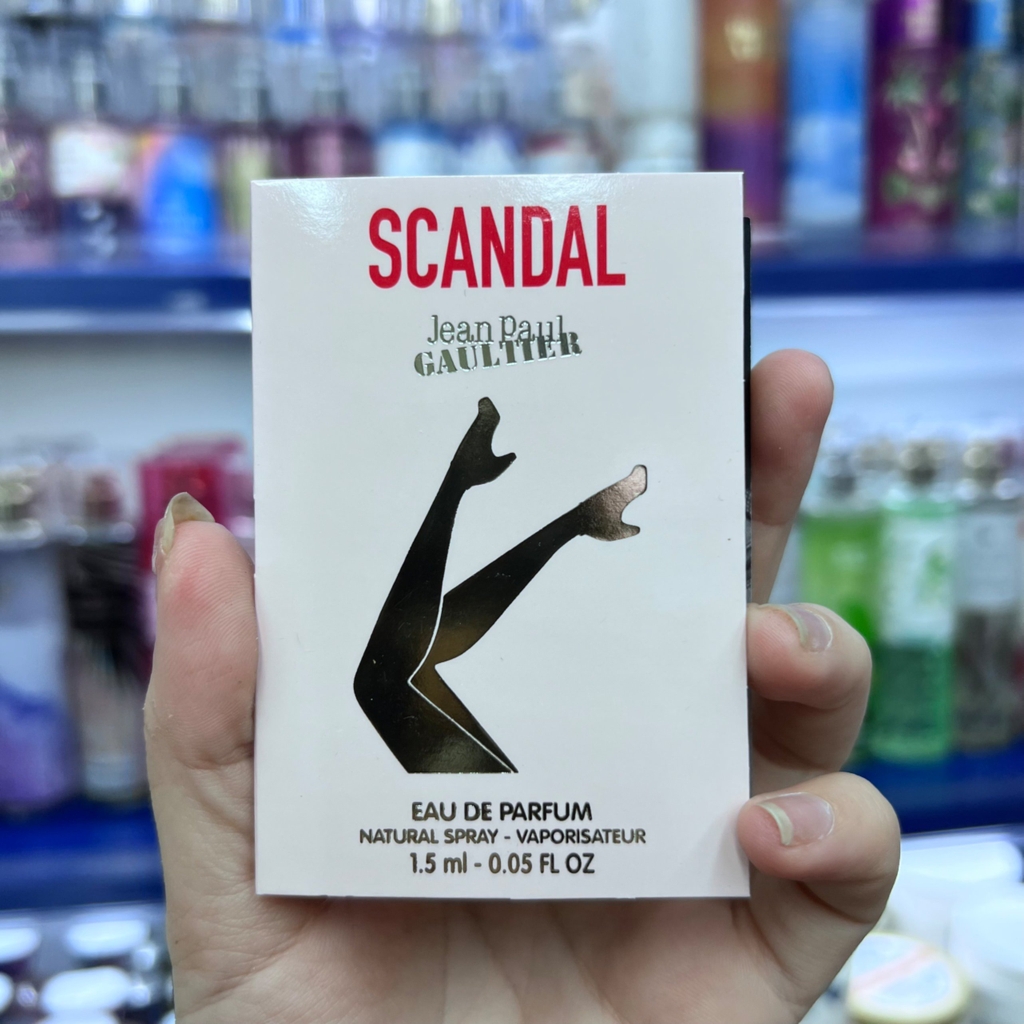 SCANDAL
Jean Paul
GAULTIER
EAU DE PARFUM
NATURAL SPRAY - VAPORISATEUR
1.5 ml - 0.05 FL OZ